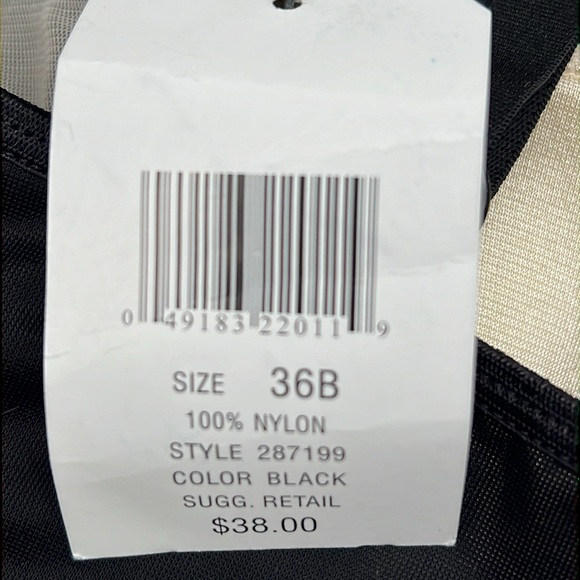 0 49183 22011 9
SIZE 36B
100% NYLON
STYLE 287199
COLOR BLACK
SUGG. RETAIL
$38.00